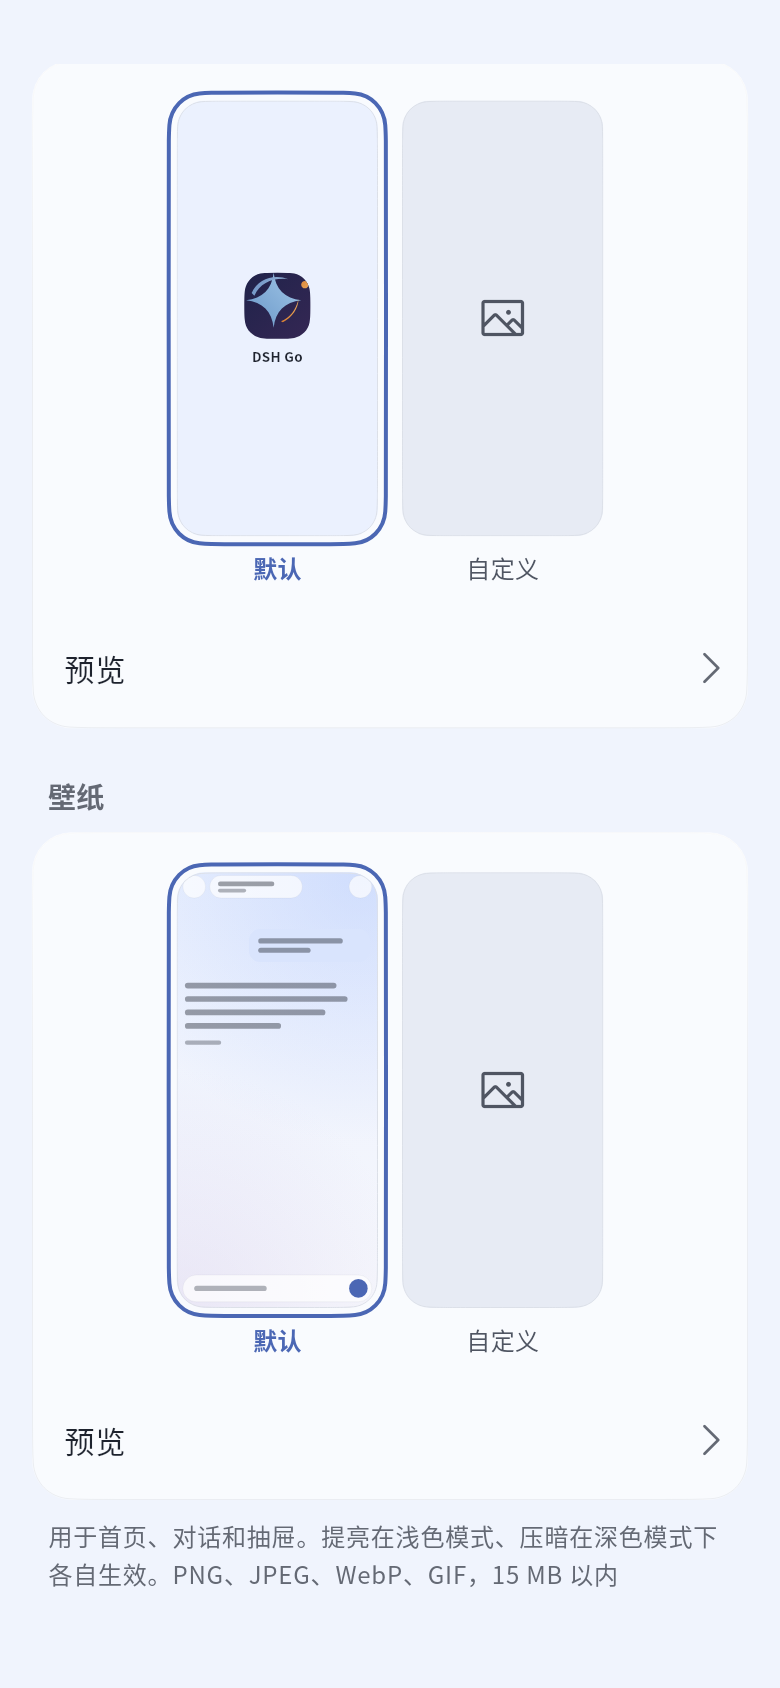 DSH Go
默认
自定义
预览
壁纸
默认
自定义
预览
用于首页、对话和抽屉。提亮在浅色模式、压暗在深色模式下
各自生效。PNG、JPEG、WebP、GIF，15 MB 以内